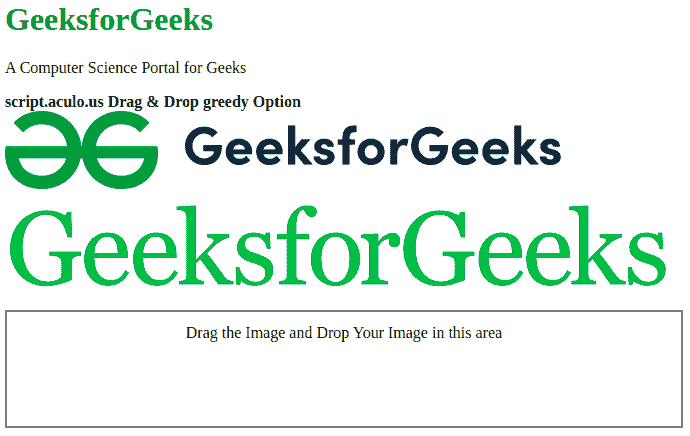 GeeksforGeeks
A Computer Science Portal for Geeks
script.aculo.us Drag & Drop greedy Option
GeeksforGeeks
GeeksforGeeks
Drag the Image and Drop Your Image in this area